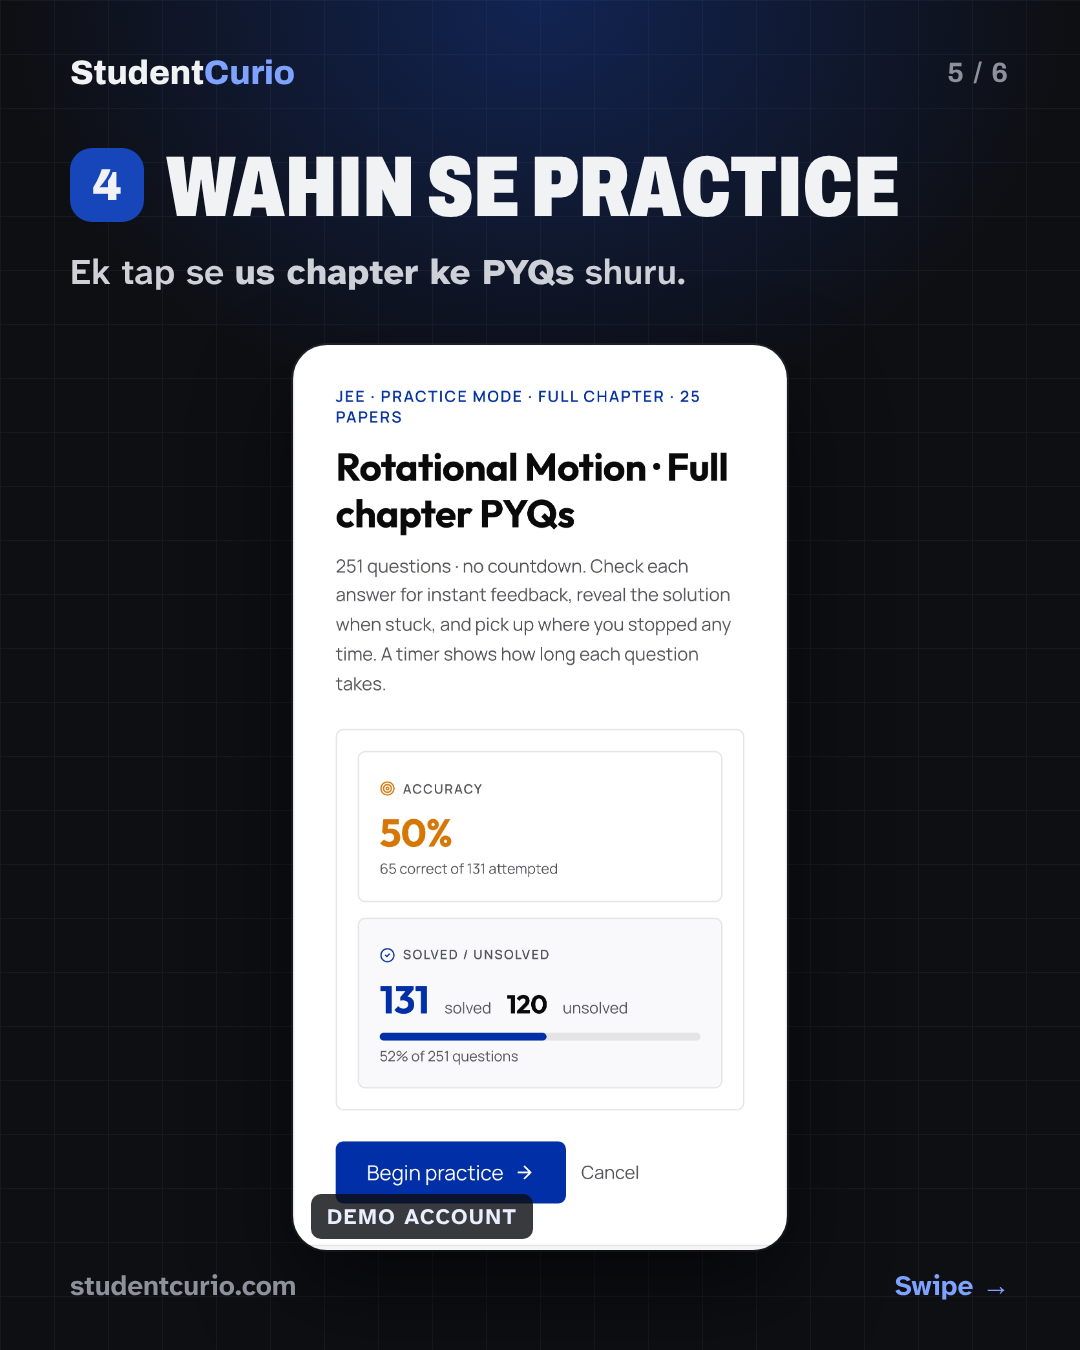 StudentCurio
5 / 6
4 WAHIN SE PRACTICE
Ek tap se us chapter ke PYQs shuru.
JEE · PRACTICE MODE · FULL CHAPTER · 25
PAPERS
Rotational Motion · Full
chapter PYQs
251 questions · no countdown. Check each
answer for instant feedback, reveal the solution
when stuck, and pick up where you stopped any
time. A timer shows how long each question
takes.
ACCURACY
50%
65 correct of 131 attempted
SOLVED / UNSOLVED
131 solved 120 unsolved
52% of 251 questions
Begin practice → Cancel
DEMO ACCOUNT
studentcurio.com
Swipe →